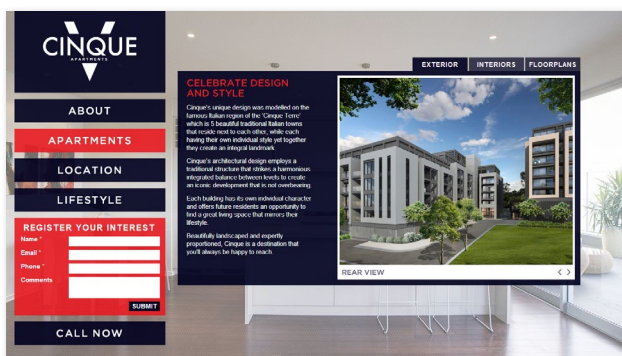 CINQUE
APARTMENTS
ABOUT
APARTMENTS
LOCATION
LIFESTYLE
REGISTER YOUR INTEREST
Name *
Email *
Phone *
Comments
SUBMIT
CALL NOW
EXTERIOR
INTERIORS
FLOORPLANS
CELEBRATE DESIGN
AND STYLE
Cinque's unique design was modelled on the
famous Italian region of the 'Cinque Terre'
which is 5 beautiful traditional Italian towns
that reside next to each other, while each
having their own individual style yet together
they create an integral landmark.
Cinque's architectural design employs a
traditional structure that strikes a harmonious
integrated balance between levels to create
an iconic development that is not overbearing.
Each building has its own individual character
and offers future residents an opportunity to
find a great living space that mirrors their
lifestyle.
Beautifully landscaped and expertly
proportioned, Cinque is a destination that
you'll always be happy to reach.
REAR VIEW